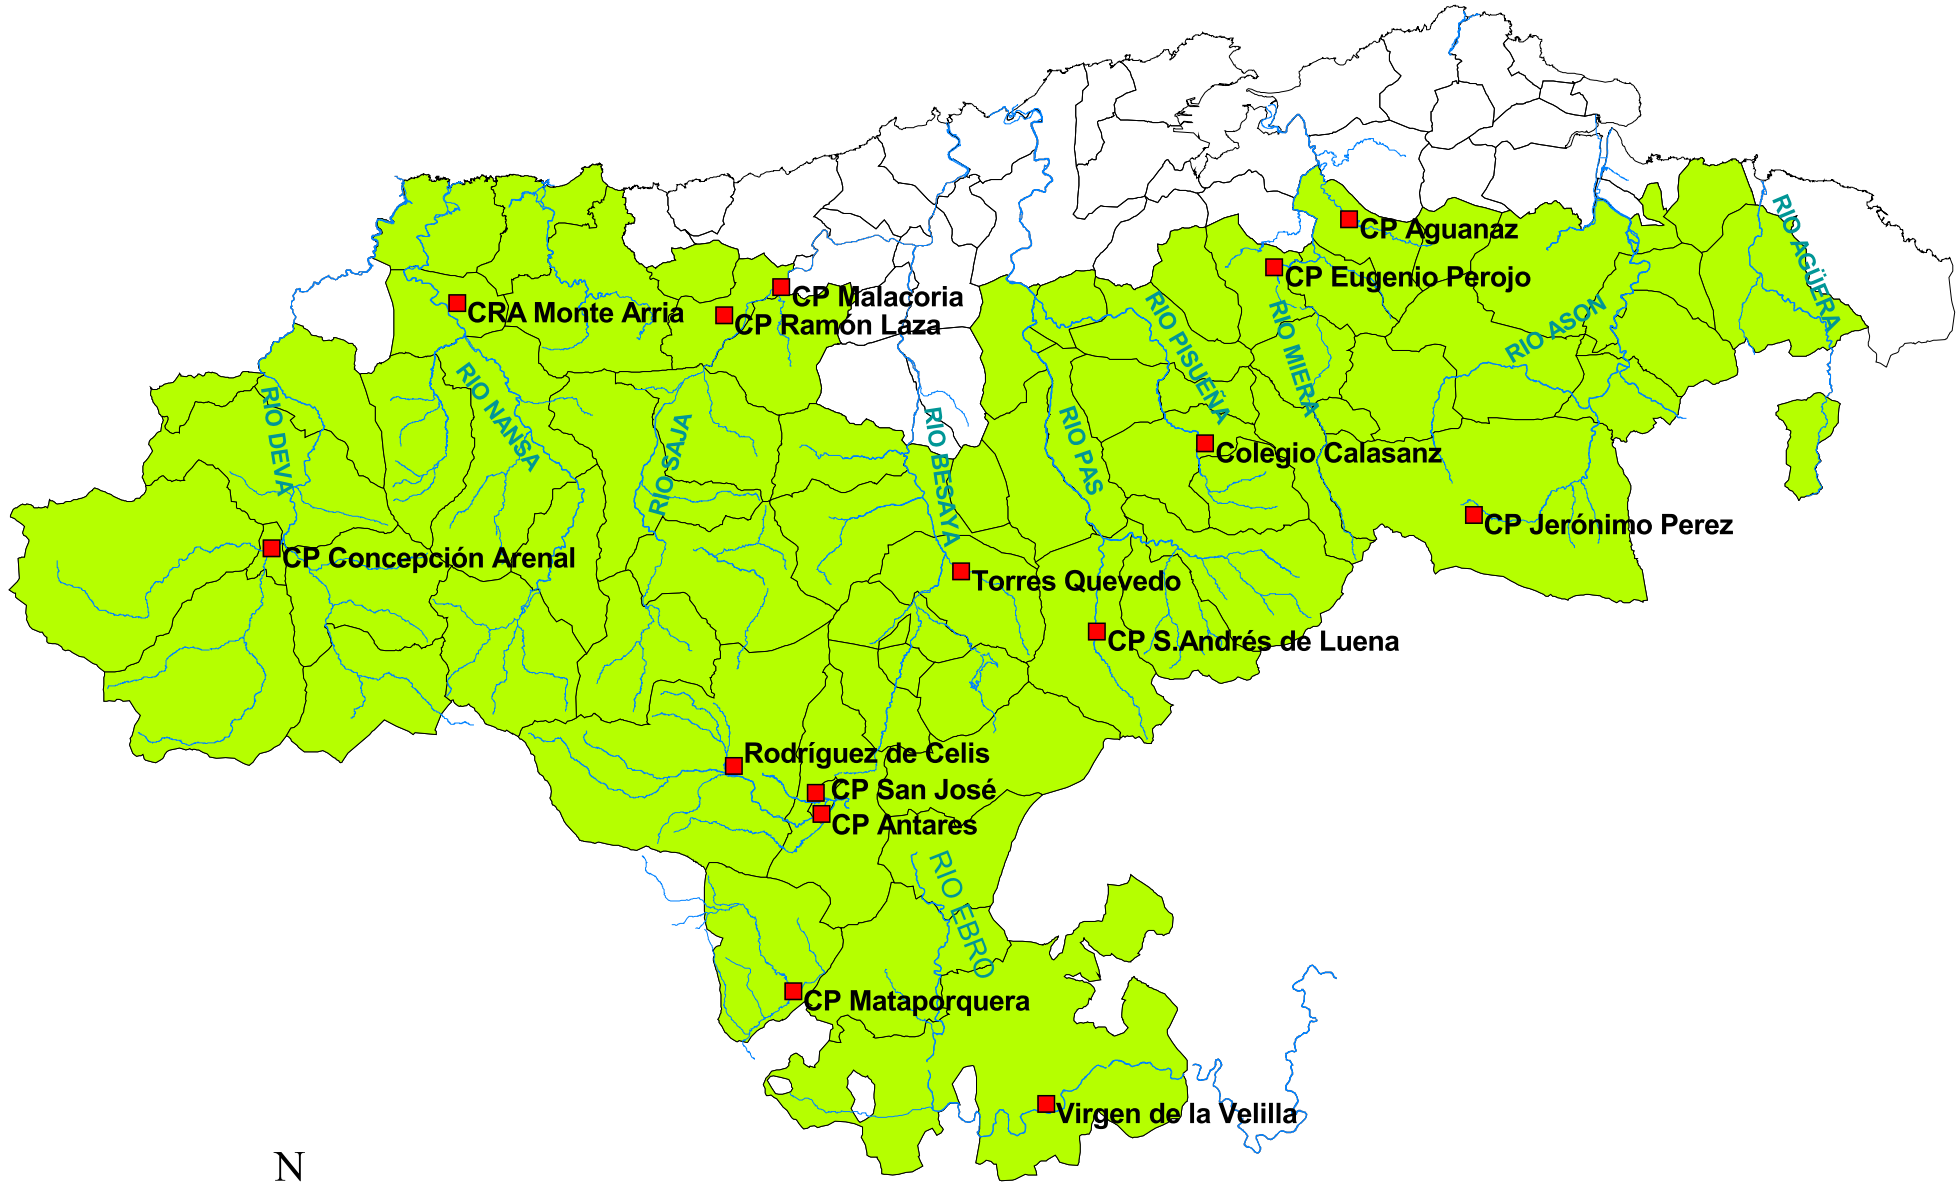 RIO AGÜERA
CP Aguanaz
CP Eugenio Perojo
CP Malacoria
CRA Monte Arria
CP Ramón Laza
RIO PISUEÑA
RIO MIERA
RIO ASON
RIO DEVA
RIO NANSA
RIO SAJA
RIO BESAYA
RIO PAS
Colegio Calasanz
CP Jerónimo Perez
CP Concepción Arenal
Torres Quevedo
CP S.Andrés de Luena
Rodríguez de Celis
CP San José
CP Antares
RIO EBRO
CP Mataporquera
Virgen de la Velilla
N